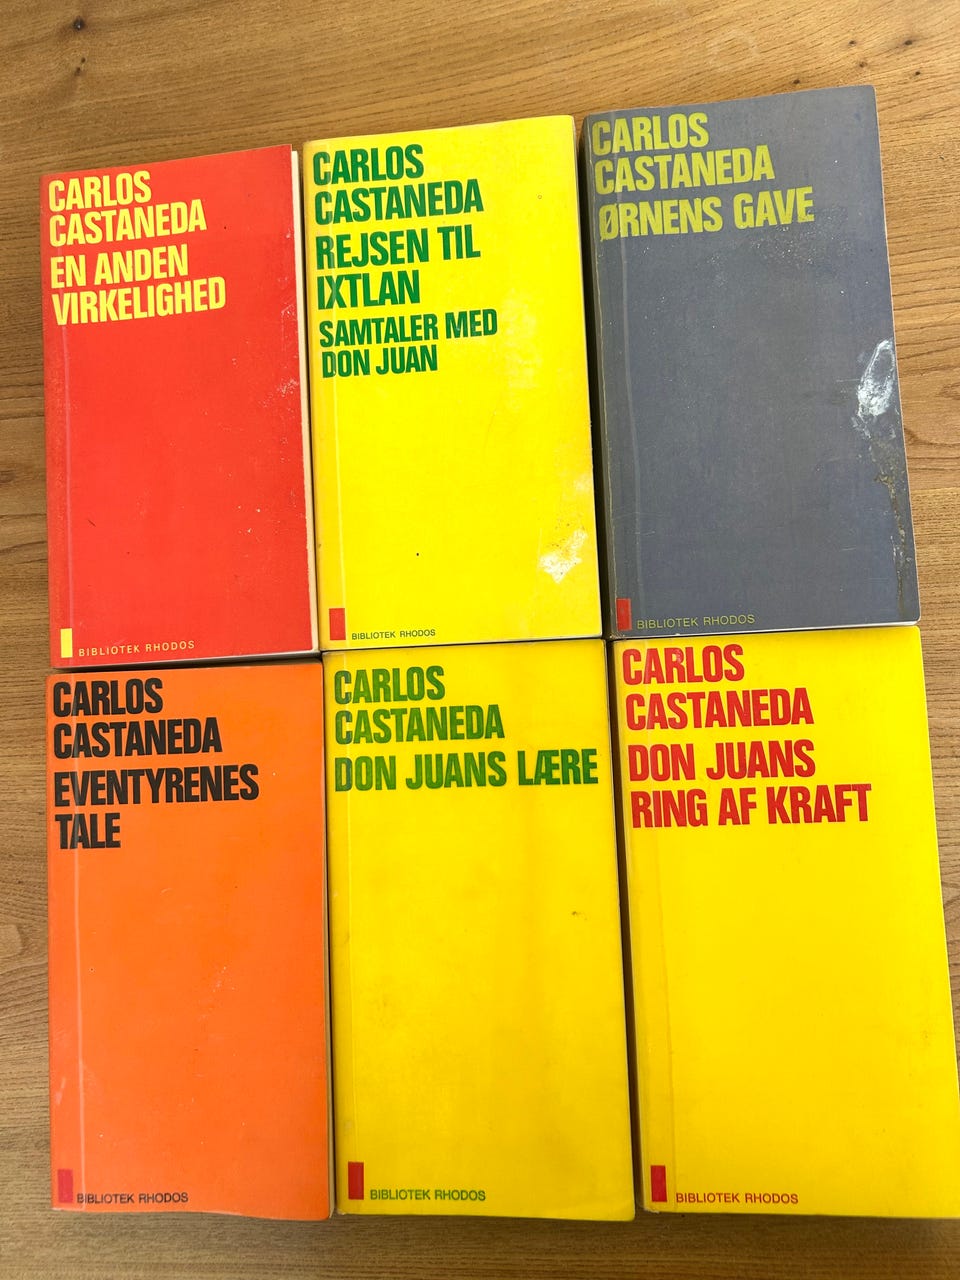 CARLOS
CASTANEDA
EN ANDEN
VIRKELIGHED
BIBLIOTEK RHODOS
CARLOS
CASTANEDA
REJSEN TIL
IXTLAN
SAMTALER MED
DON JUAN
BIBLIOTEK RHODOS
CARLOS
CASTANEDA
ØRNENS GAVE
BIBLIOTEK RHODOS
CARLOS
CASTANEDA
EVENTYRENES
TALE
BIBLIOTEK RHODOS
CARLOS
CASTANEDA
DON JUANS LÆRE
BIBLIOTEK RHODOS
CARLOS
CASTANEDA
DON JUANS
RING AF KRAFT
BIBLIOTEK RHODOS